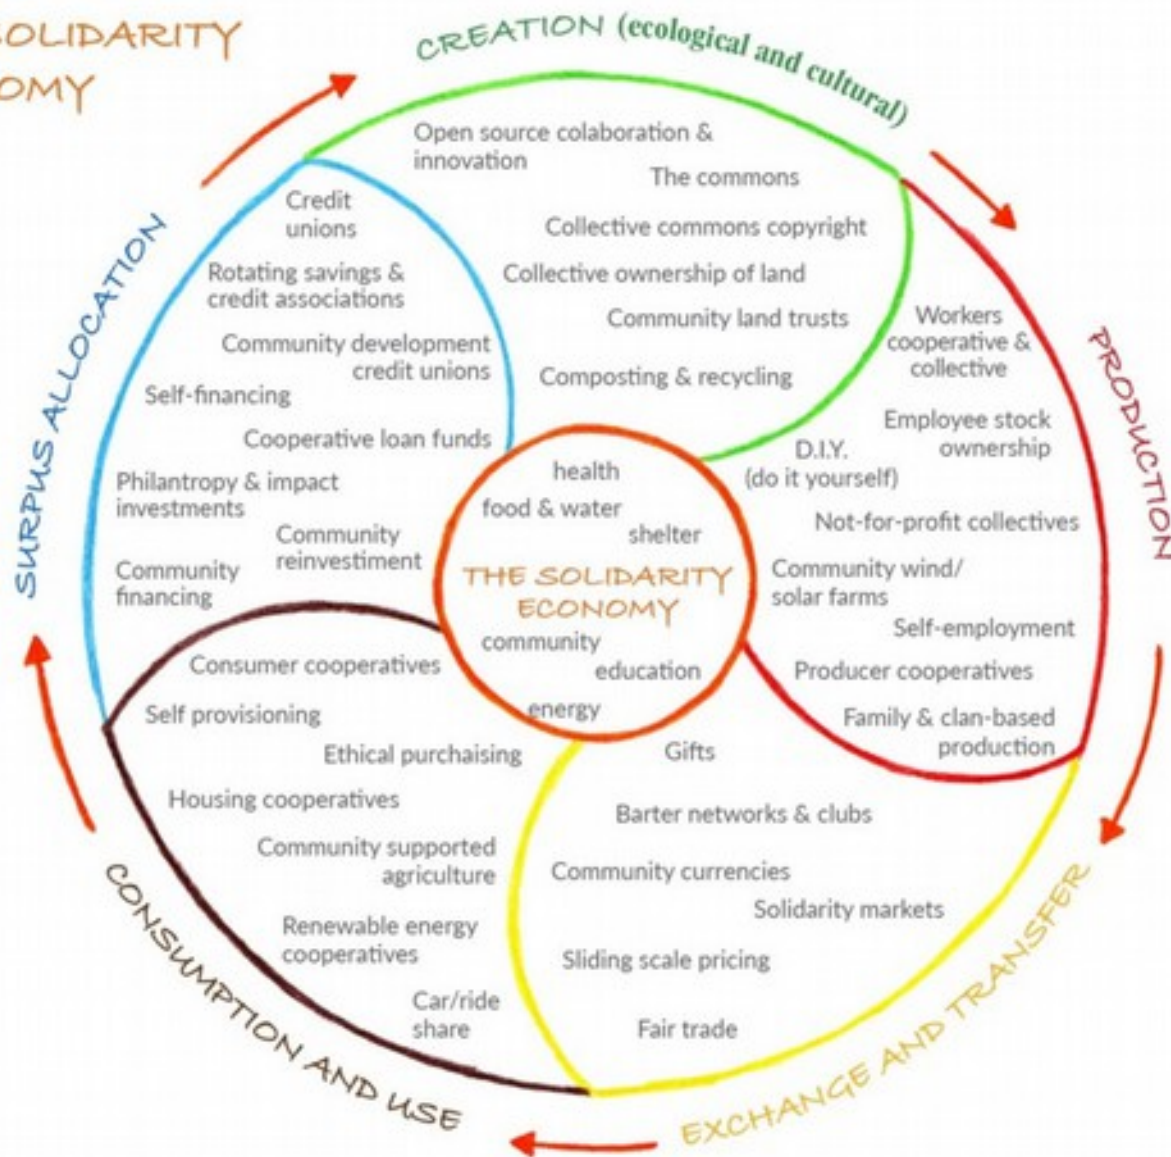 OLIDARITY
OMY
CREATION (ecological and cultural)
Open source colaboration &
innovation
The commons
Collective commons copyright
Collective ownership of land
Community land trusts
Composting & recycling
PRODUCTION
Workers
cooperative &
collective
Employee stock
ownership
D.I.Y.
(do it yourself)
Not-for-profit collectives
Community wind/
solar farms
Self-employment
Producer cooperatives
Family & clan-based
production
EXCHANGE AND TRANSFER
Gifts
Barter networks & clubs
Community currencies
Solidarity markets
Sliding scale pricing
Fair trade
CONSUMPTION AND USE
Consumer cooperatives
Self provisioning
Ethical purchaising
Housing cooperatives
Community supported
agriculture
Renewable energy
cooperatives
Car/ride
share
SURPUS ALLOCATION
Credit
unions
Rotating savings &
credit associations
Community development
credit unions
Self-financing
Cooperative loan funds
Philantropy & impact
investments
Community
reinvestiment
Community
financing
health
food & water
shelter
THE SOLIDARITY
ECONOMY
community
education
energy